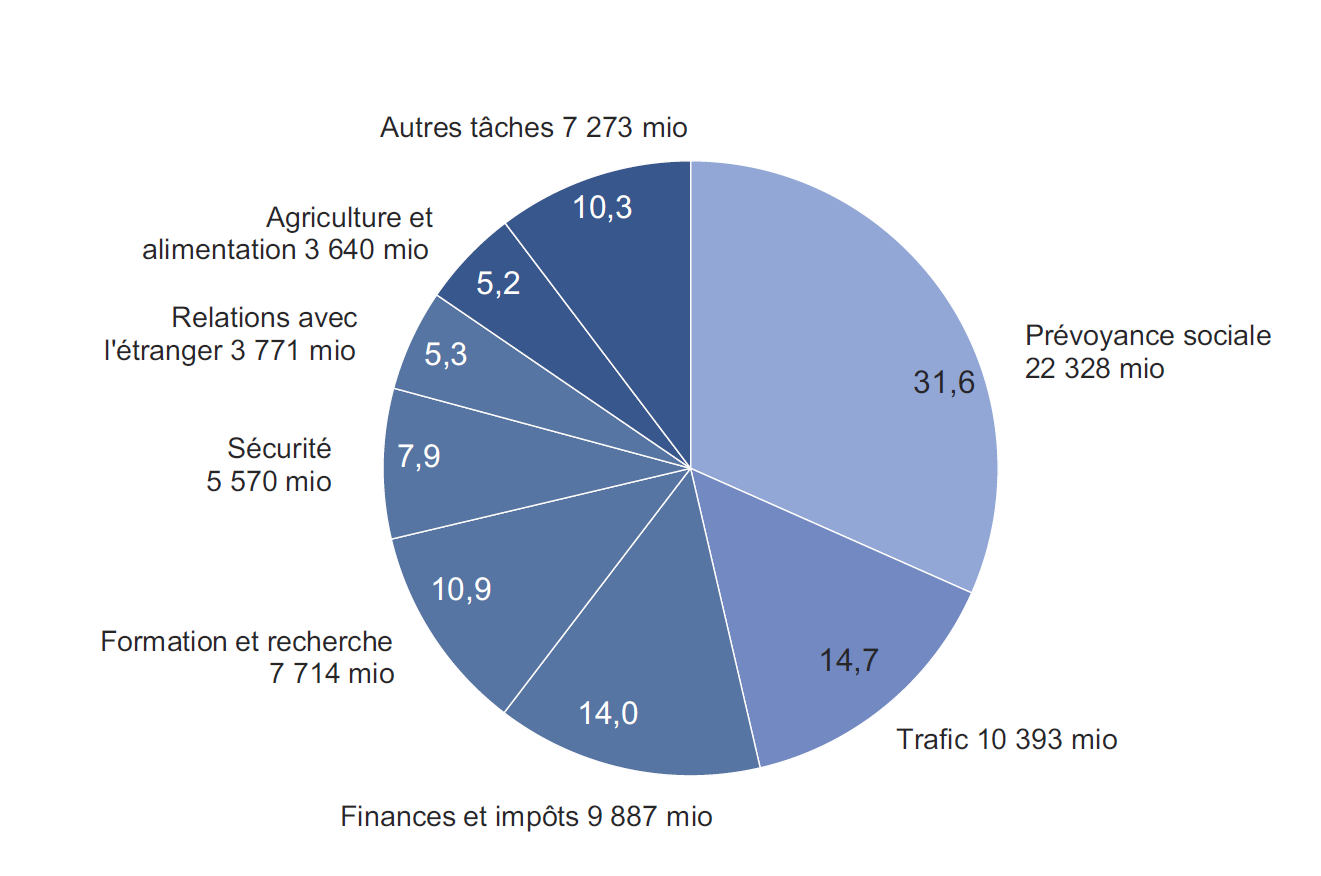 Autres tâches 7 273 mio
10,3
Agriculture et
alimentation 3 640 mio
5,2
Relations avec
l'étranger 3 771 mio
5,3
Prévoyance sociale
22 328 mio
31,6
Sécurité
5 570 mio
7,9
Formation et recherche
7 714 mio
10,9
14,7
Trafic 10 393 mio
14,0
Finances et impôts 9 887 mio